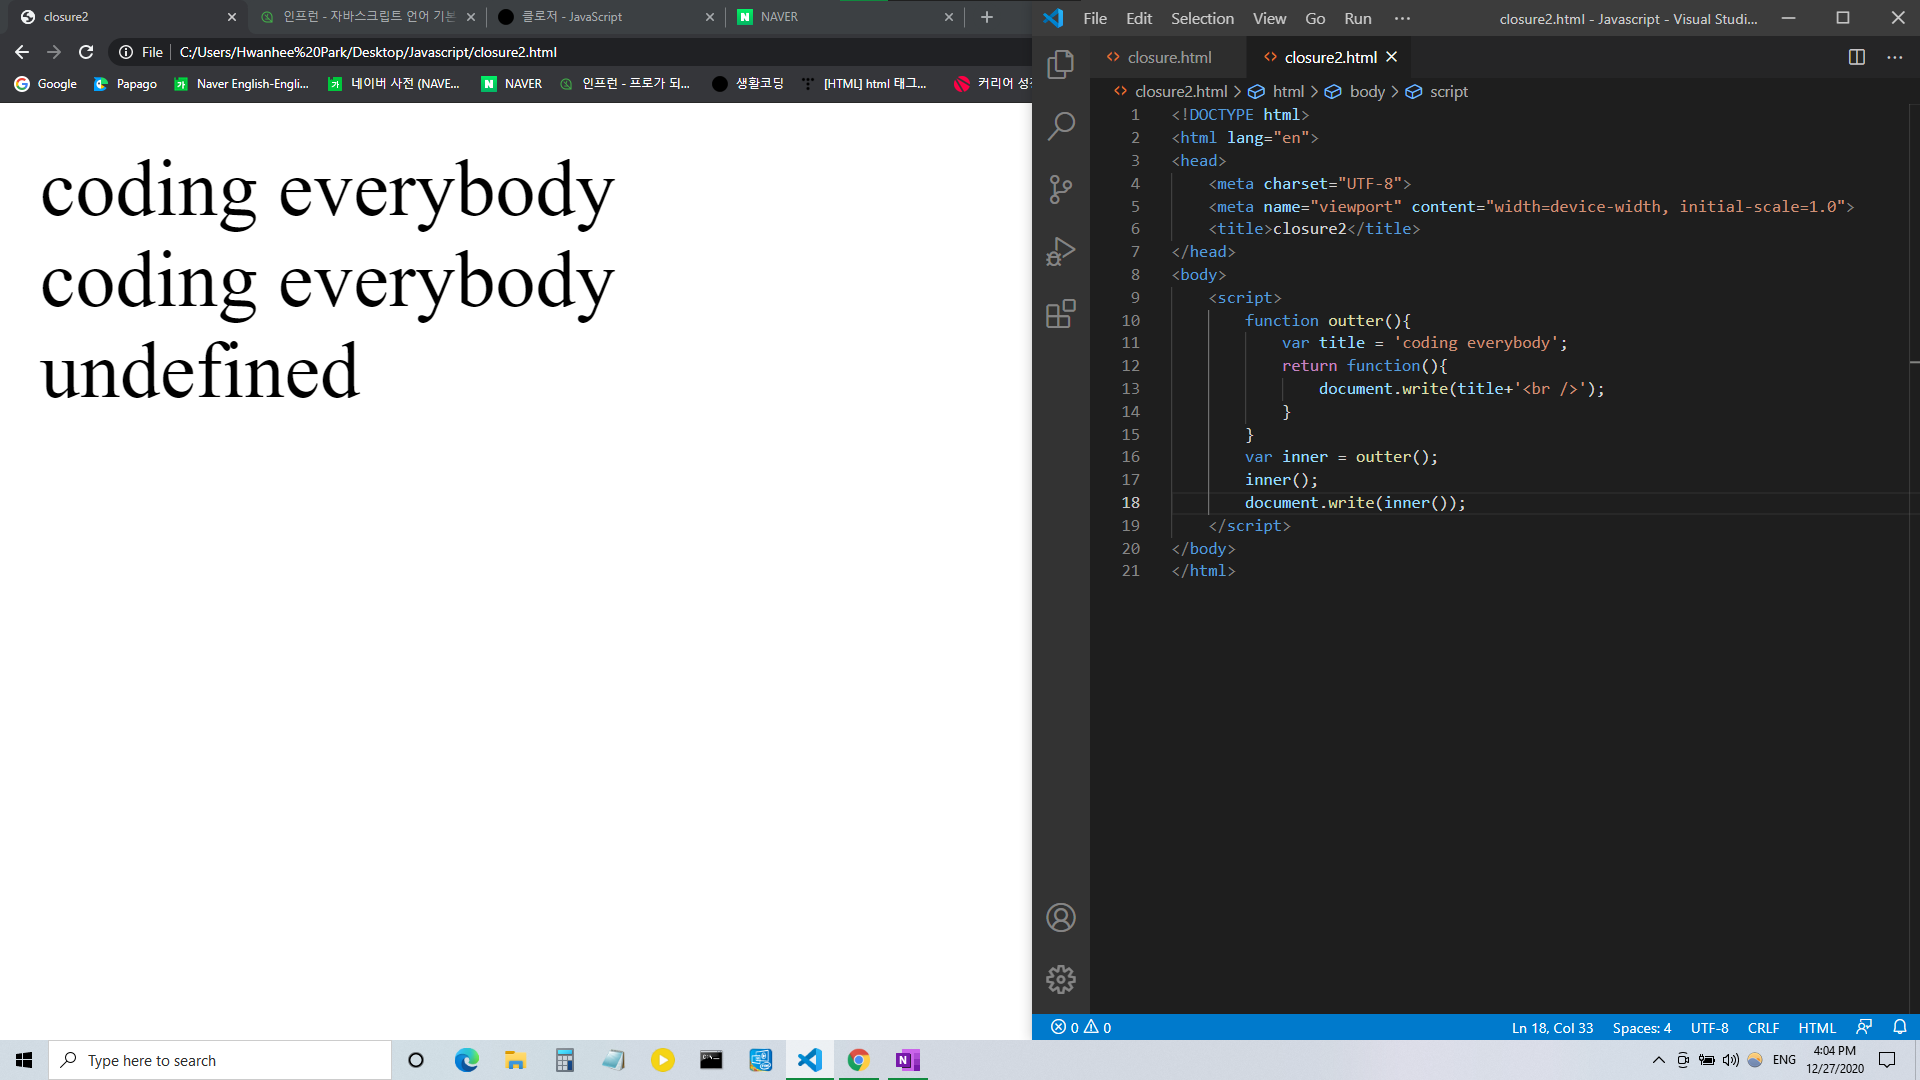 closure2
인프런 - 자바스크립트 언어 기본
클로저 - JavaScript
NAVER
File C:/Users/Hwanhee%20Park/Desktop/Javascript/closure2.html
Google Papago Naver English-Engli... 네이버 사전 (NAVE... NAVER 인프런 - 프로가 되... 생활코딩 [HTML] html 태그... 커리어 성
coding everybody
coding everybody
undefined
File Edit Selection View Go Run ··· closure2.html - Javascript - Visual Studi...
closure.html closure2.html
closure2.html > html > body > script
1 <!DOCTYPE html>
2 <html lang="en">
3 <head>
4 <meta charset="UTF-8">
5 <meta name="viewport" content="width=device-width, initial-scale=1.0">
6 <title>closure2</title>
7 </head>
8 <body>
9 <script>
10 function outter(){
11 var title = 'coding everybody';
12 return function(){
13 document.write(title+'<br />');
14 }
15 }
16 var inner = outter();
17 inner();
18 document.write(inner());
19 </script>
20 </body>
21 </html>
0 0 Ln 18, Col 33 Spaces: 4 UTF-8 CRLF HTML
Type here to search
ENG
4:04 PM
12/27/2020